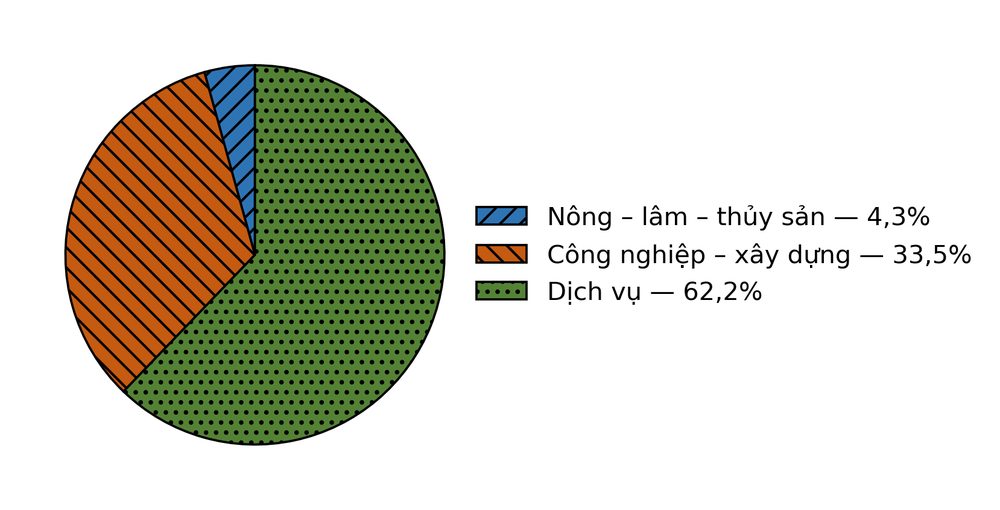 Nông – lâm – thủy sản — 4,3%
Công nghiệp – xây dựng — 33,5%
Dịch vụ — 62,2%